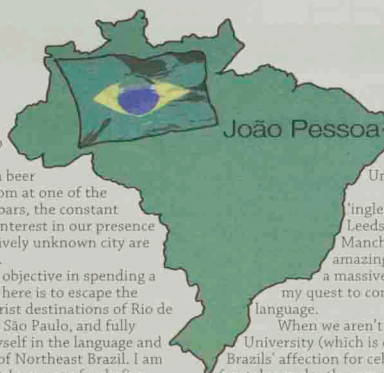 João Pessoa
beer
om at one of the
bars, the constant
nterest in our presence
ively unknown city are
objective in spending a
here is to escape the
rist destinations of Rio de
São Paulo, and fully
yself in the language and
of Northeast Brazil. I am
Un
'ingle
Leeds
Manch
amazing
a massive
my quest to co
language.
When we aren't
University (which is
Brazils' affection for cel